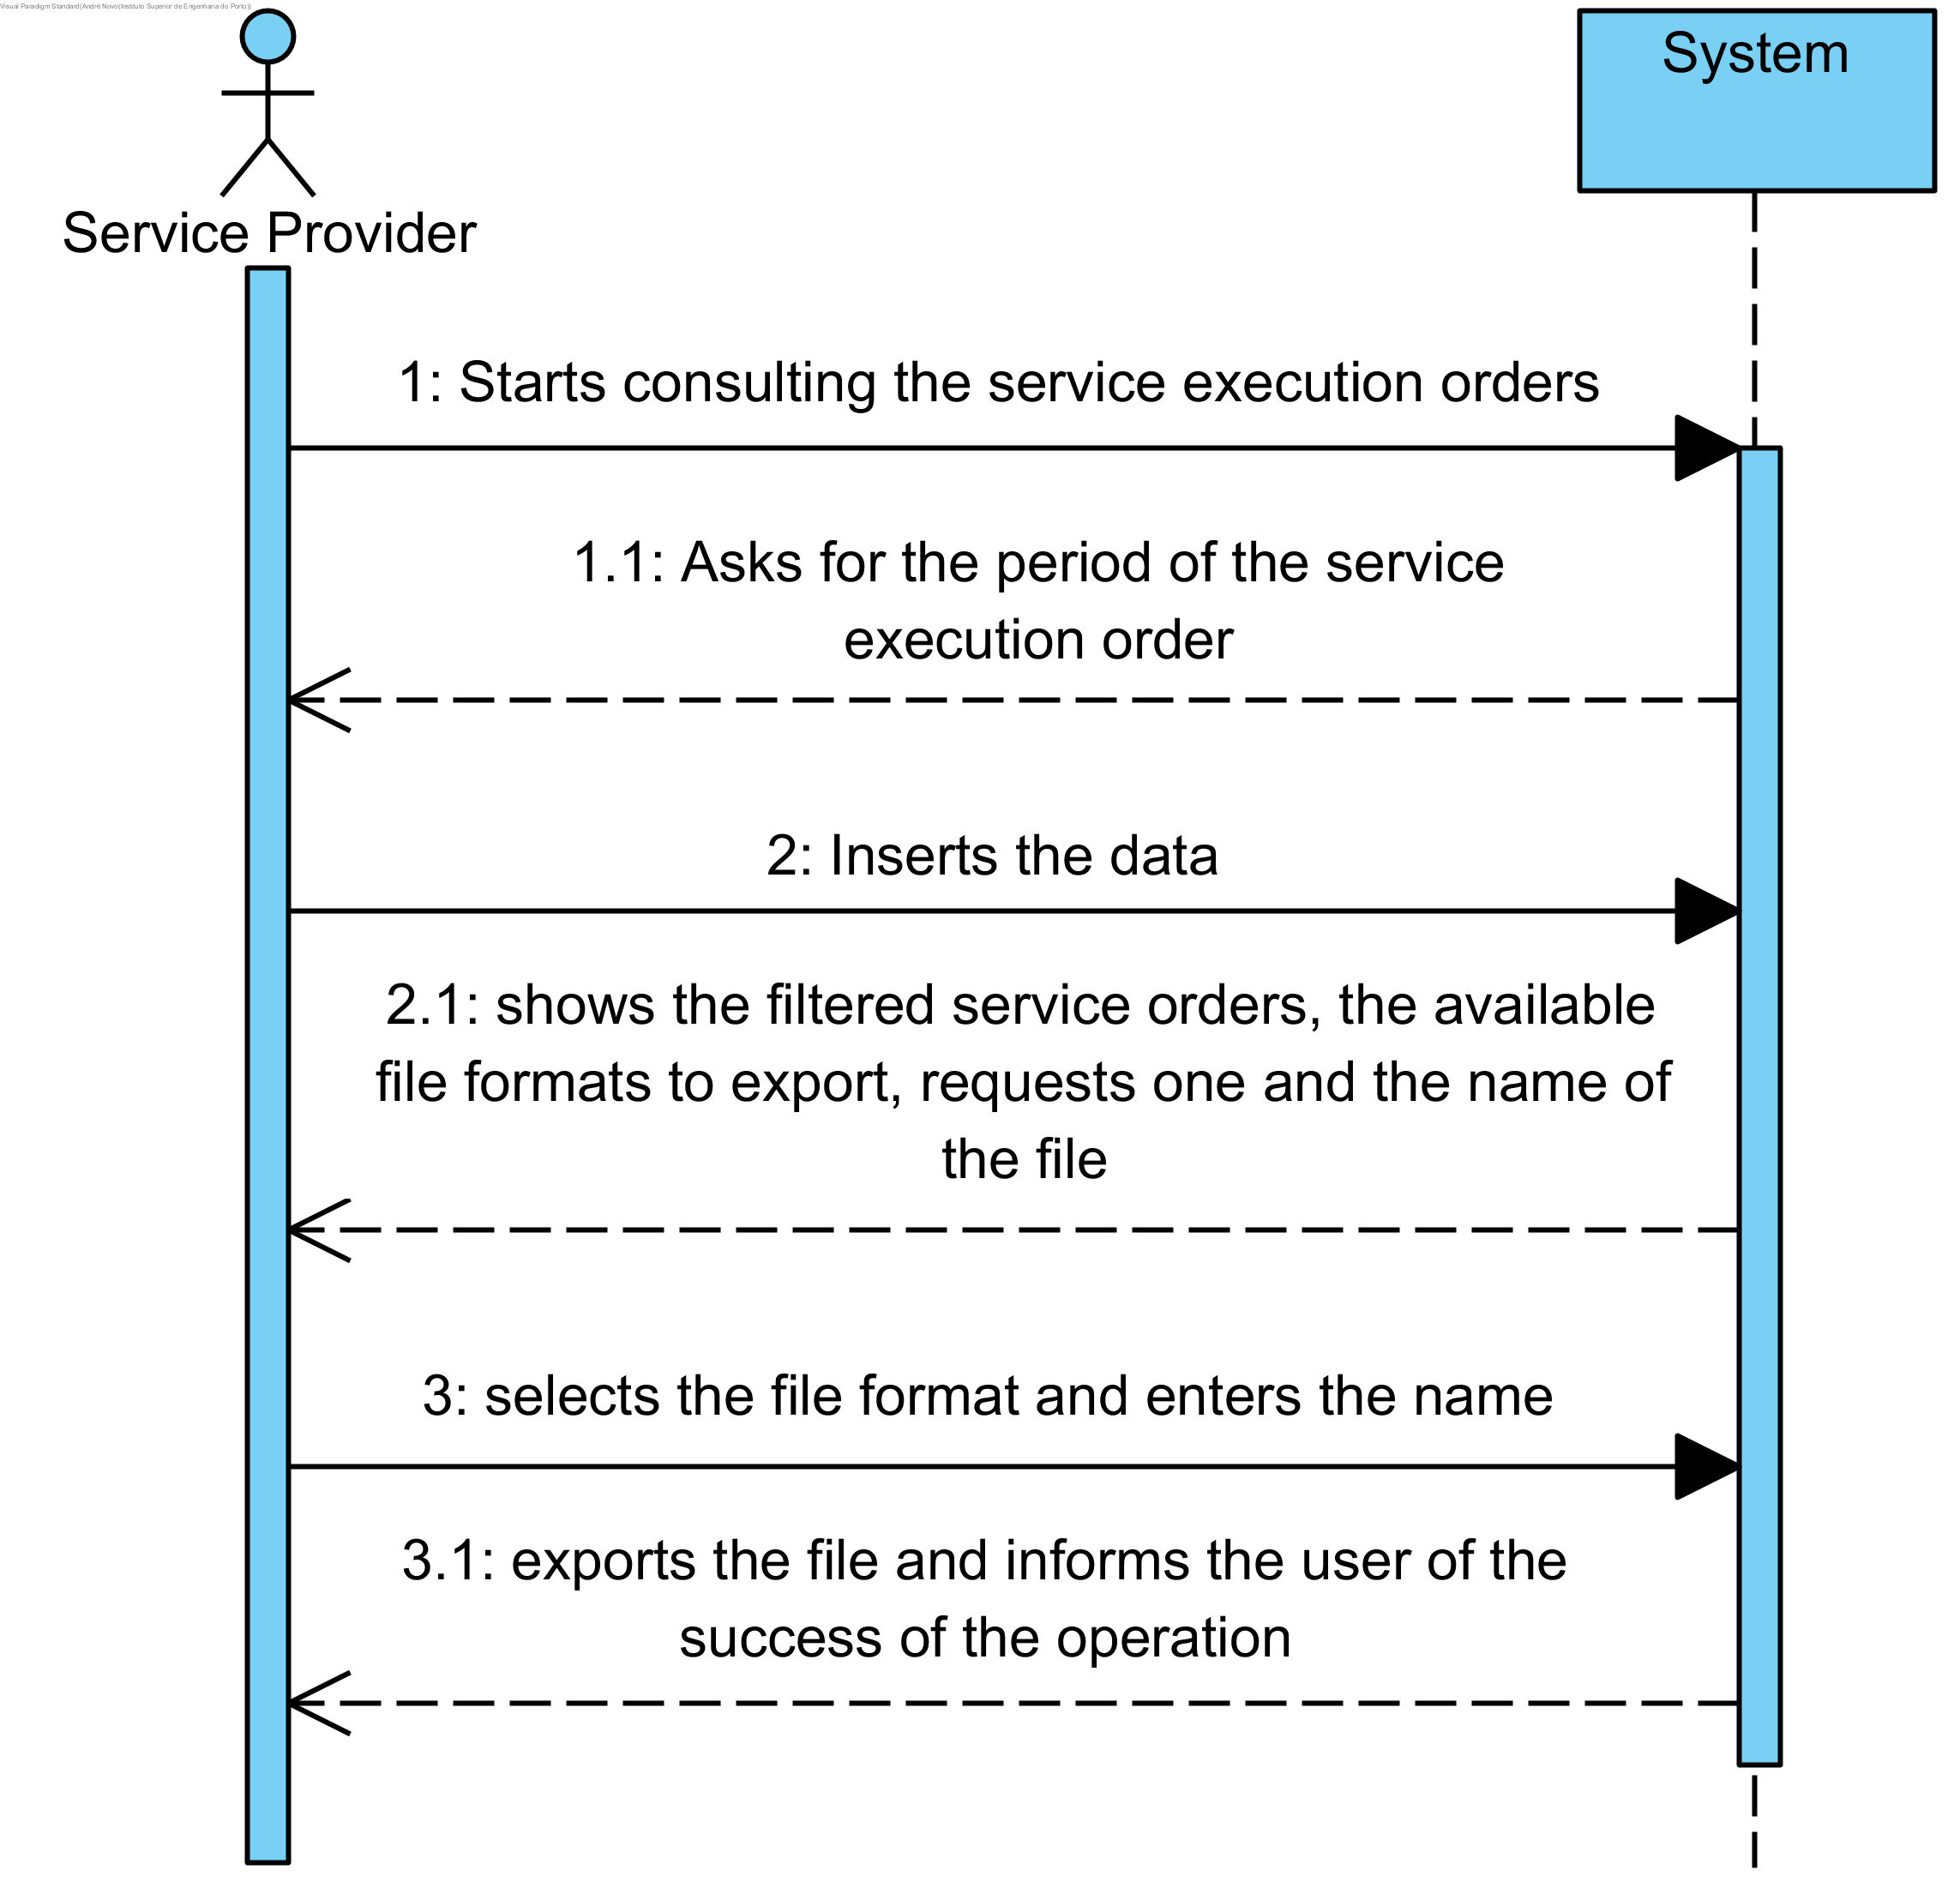 Visual Paradigm Standard(André Novo(Instituto Superior de Engenharia do Porto))
System
Service Provider
1: Starts consulting the service execution orders
1.1: Asks for the period of the service
execution order
2: Inserts the data
2.1: shows the filtered service orders, the available
file formats to export, requests one and the name of
the file
3: selects the file format and enters the name
3.1: exports the file and informs the user of the
success of the operation